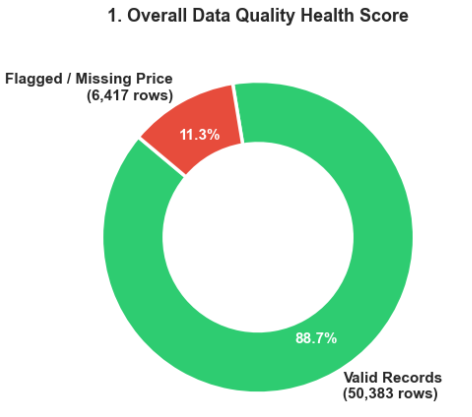 1. Overall Data Quality Health Score
Flagged / Missing Price
(6,417 rows)
11.3%
88.7%
Valid Records
(50,383 rows)